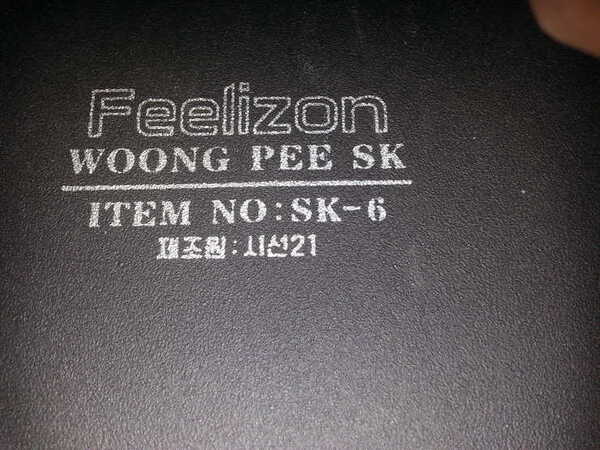 Feelizon
WOONG PEE SK
ITEM NO:SK-6
제조원:시선21